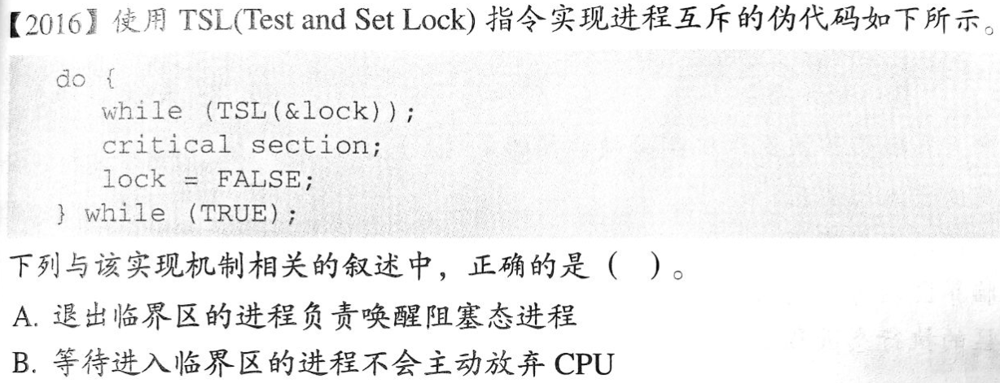 【2016】使用 TSL(Test and Set Lock) 指令实现进程互斥的伪代码如下所示。
do {
while (TSL(&lock));
critical section;
lock = FALSE;
} while (TRUE);
下列与该实现机制相关的叙述中，正确的是（ ）。
A. 退出临界区的进程负责唤醒阻塞态进程
B. 等待进入临界区的进程不会主动放弃 CPU